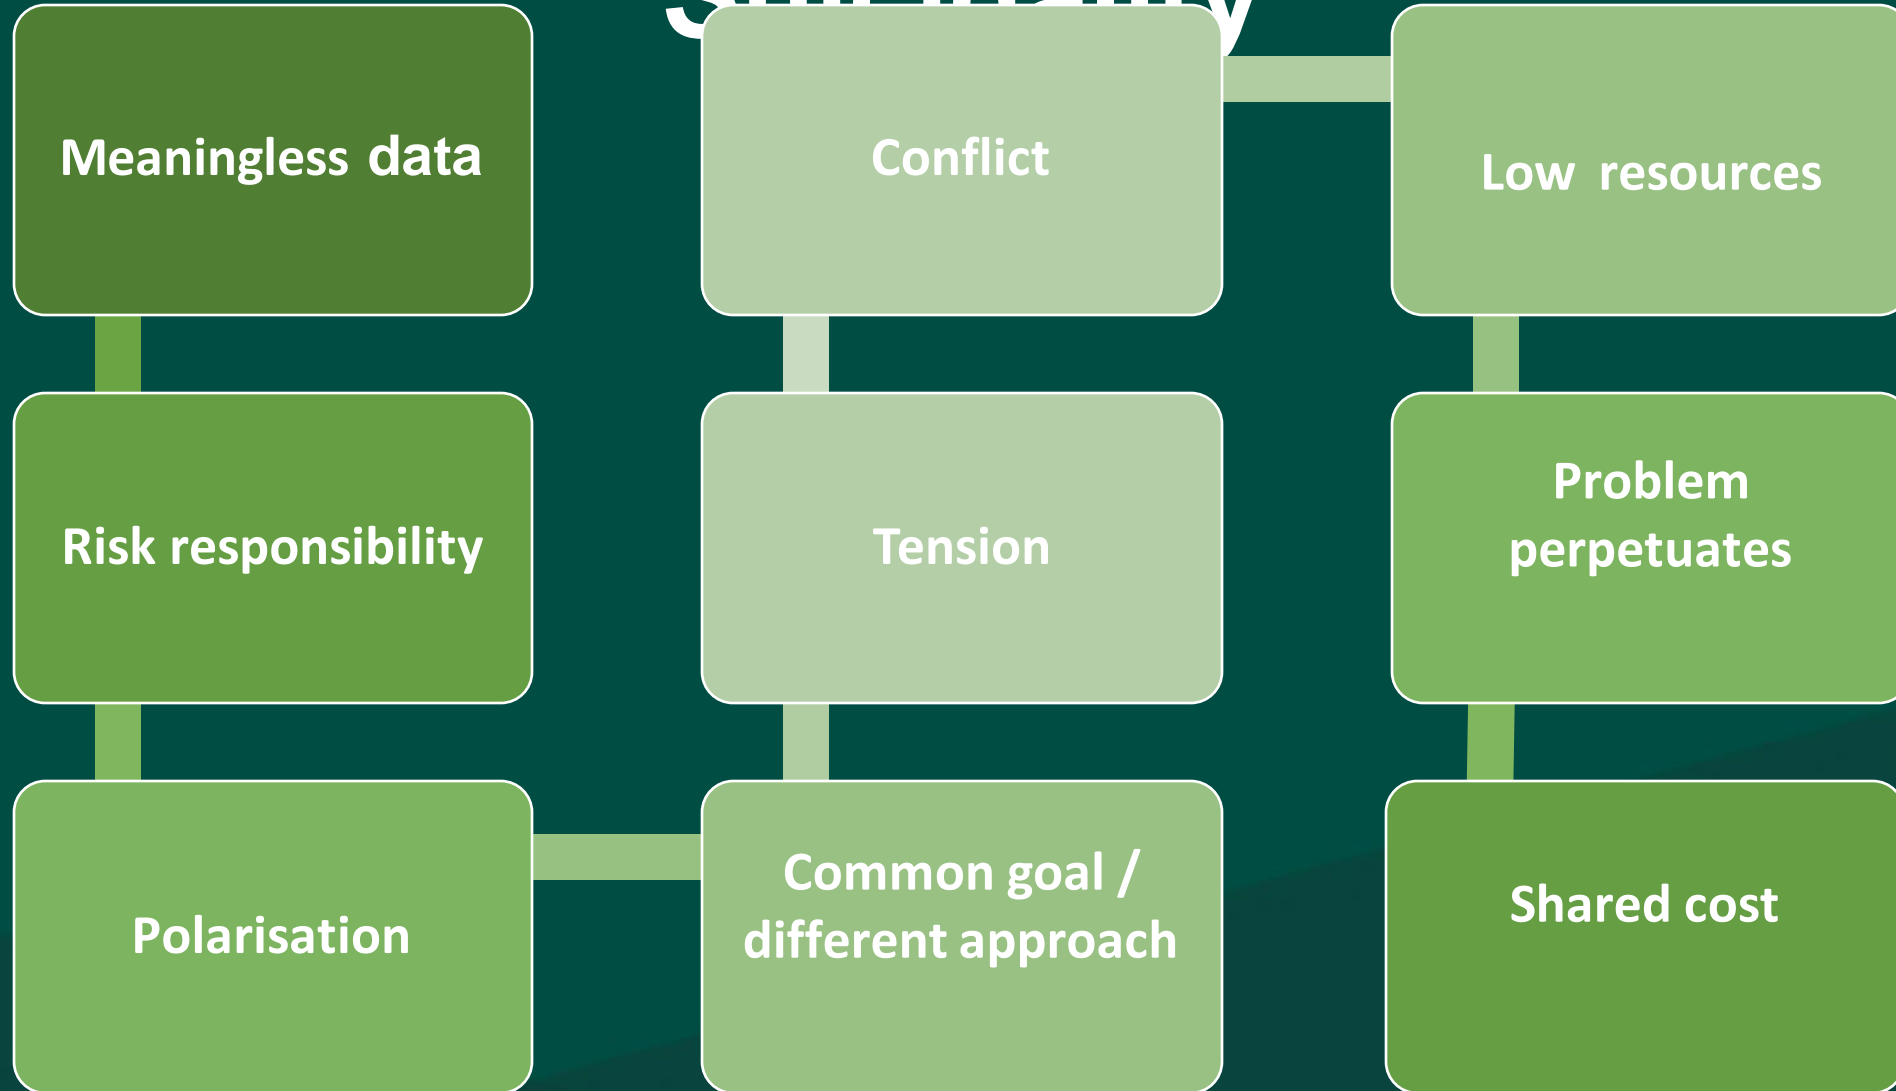 Meaningless data
Risk responsibility
Polarisation
Common goal /
different approach
Tension
Conflict
Low resources
Problem
perpetuates
Shared cost